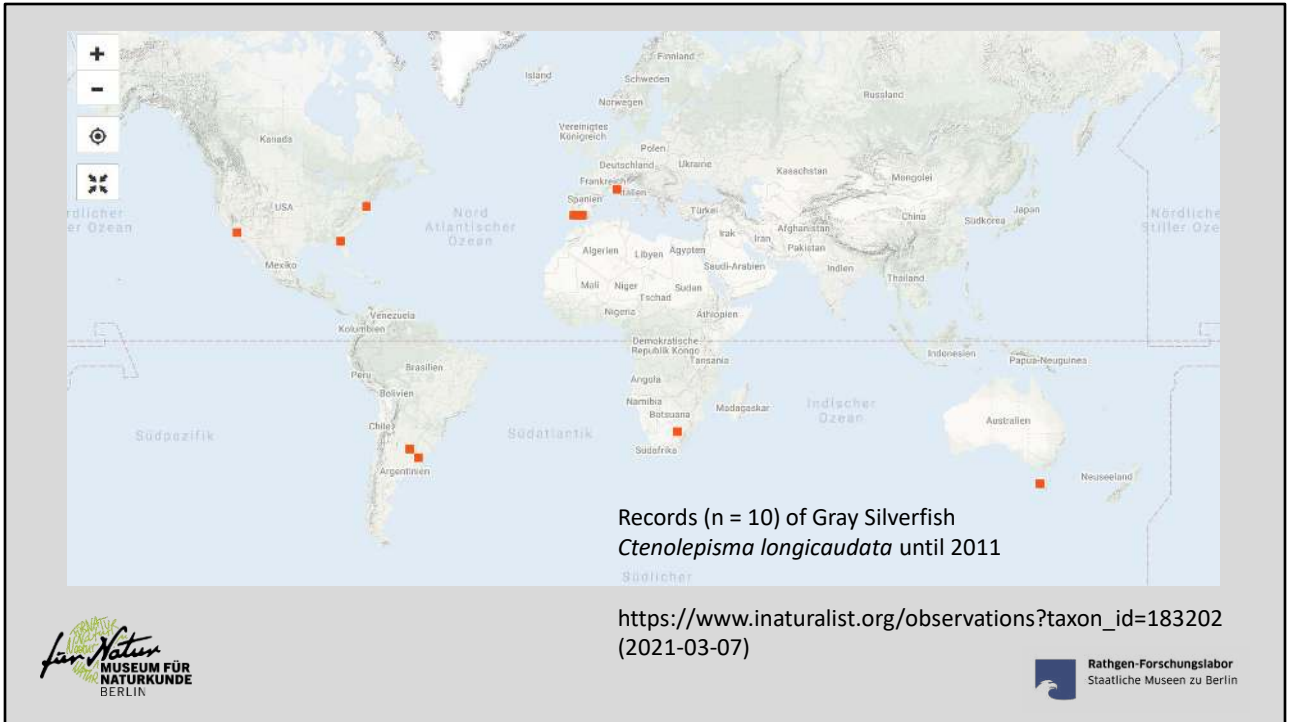 +
-
Island
Finnland
Schweden
Norwegen
Russland
Vereinigtes
Königreich
Polen
Kanada
Deutschland
Ukraine
Kasachstan
Mongolei
Frankreich
Italien
Spanien
USA
Nord
Atlantischer
Ozean
Türkei
China
Südkorea
Japan
Irak
Iran
Afghanistan
Pakistan
Algerien
Libyen
Ägypten
Mexiko
Saudi-Arabien
Indien
Thailand
Mali
Niger
Sudan
Tschad
Nigeria
Äthiopien
Venezuela
Kolumbien
Demokratische
Republik Kongo
Tansania
Indonesien
Papua-Neuguinea
Brasilien
Peru
Angola
Bolivien
Namibia
Botsuana
Madagaskar
Indischer
Ozean
Australien
Chile
Südpazifik
Südatlantik
Südafrika
Argentinien
Neuseeland
Records (n = 10) of Gray Silverfish
Ctenolepisma longicaudata until 2011
Südlicher
https://www.inaturalist.org/observations?taxon_id=183202
(2021-03-07)
für Natur
MUSEUM FÜR
NATURKUNDE
BERLIN
Rathgen-Forschungslabor
Staatliche Museen zu Berlin